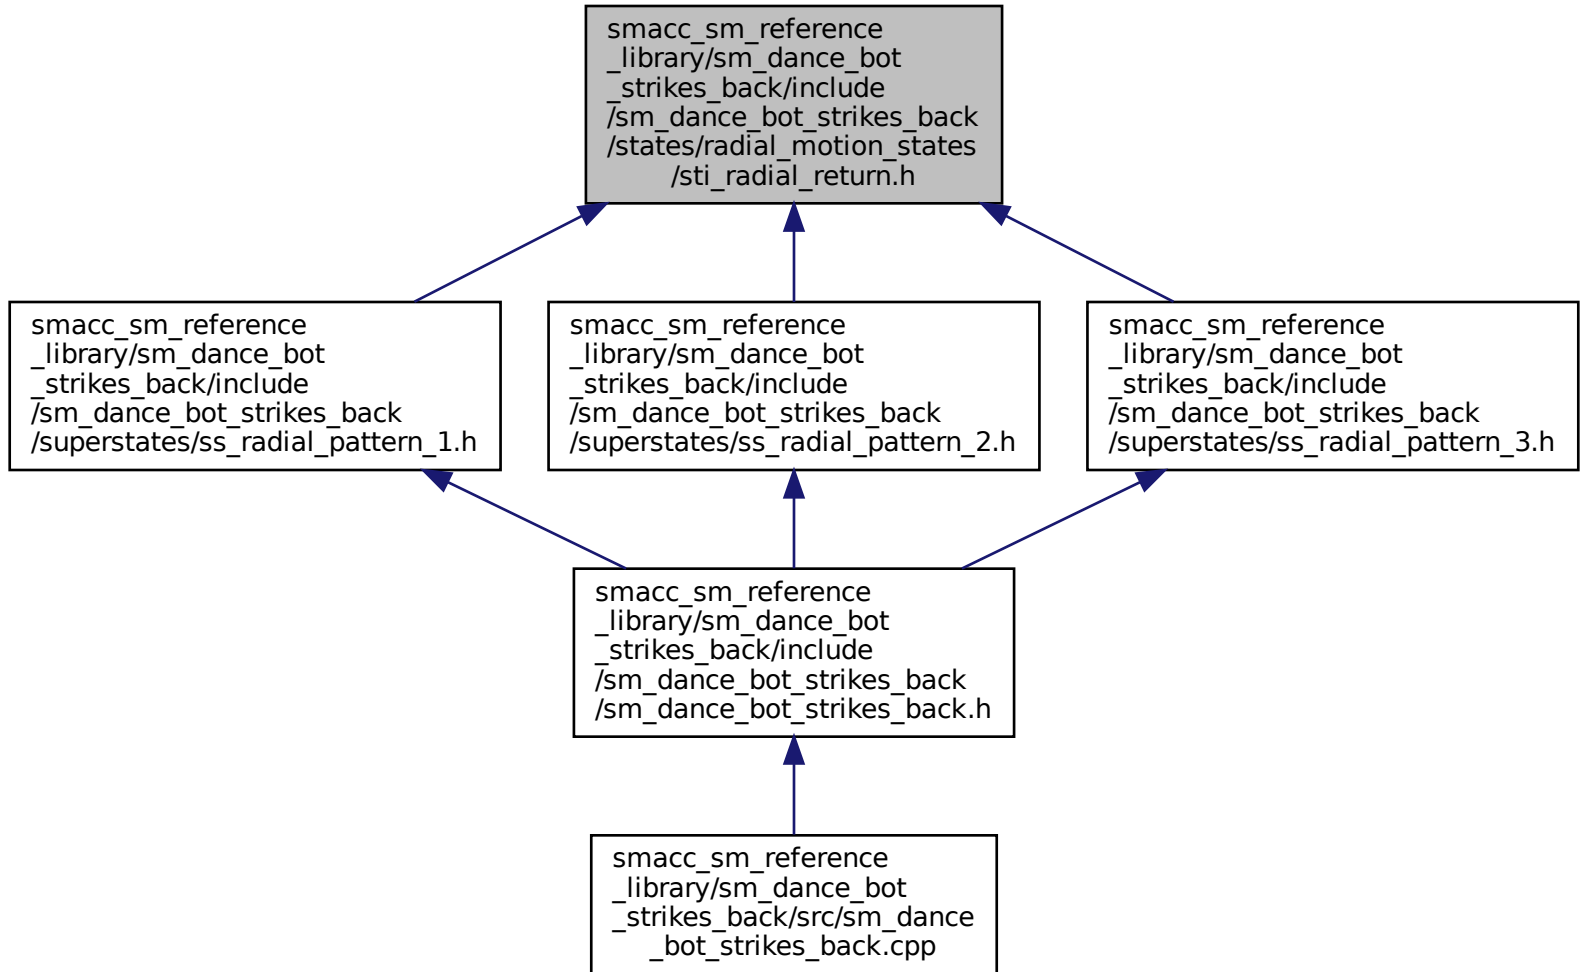 smacc_sm_reference
_library/sm_dance_bot
_strikes_back/include
/sm_dance_bot_strikes_back
/states/radial_motion_states
/sti_radial_return.h
smacc_sm_reference
_library/sm_dance_bot
_strikes_back/include
/sm_dance_bot_strikes_back
/superstates/ss_radial_pattern_1.h
smacc_sm_reference
_library/sm_dance_bot
_strikes_back/include
/sm_dance_bot_strikes_back
/superstates/ss_radial_pattern_2.h
smacc_sm_reference
_library/sm_dance_bot
_strikes_back/include
/sm_dance_bot_strikes_back
/superstates/ss_radial_pattern_3.h
smacc_sm_reference
_library/sm_dance_bot
_strikes_back/include
/sm_dance_bot_strikes_back
/sm_dance_bot_strikes_back.h
smacc_sm_reference
_library/sm_dance_bot
_strikes_back/src/sm_dance
_bot_strikes_back.cpp